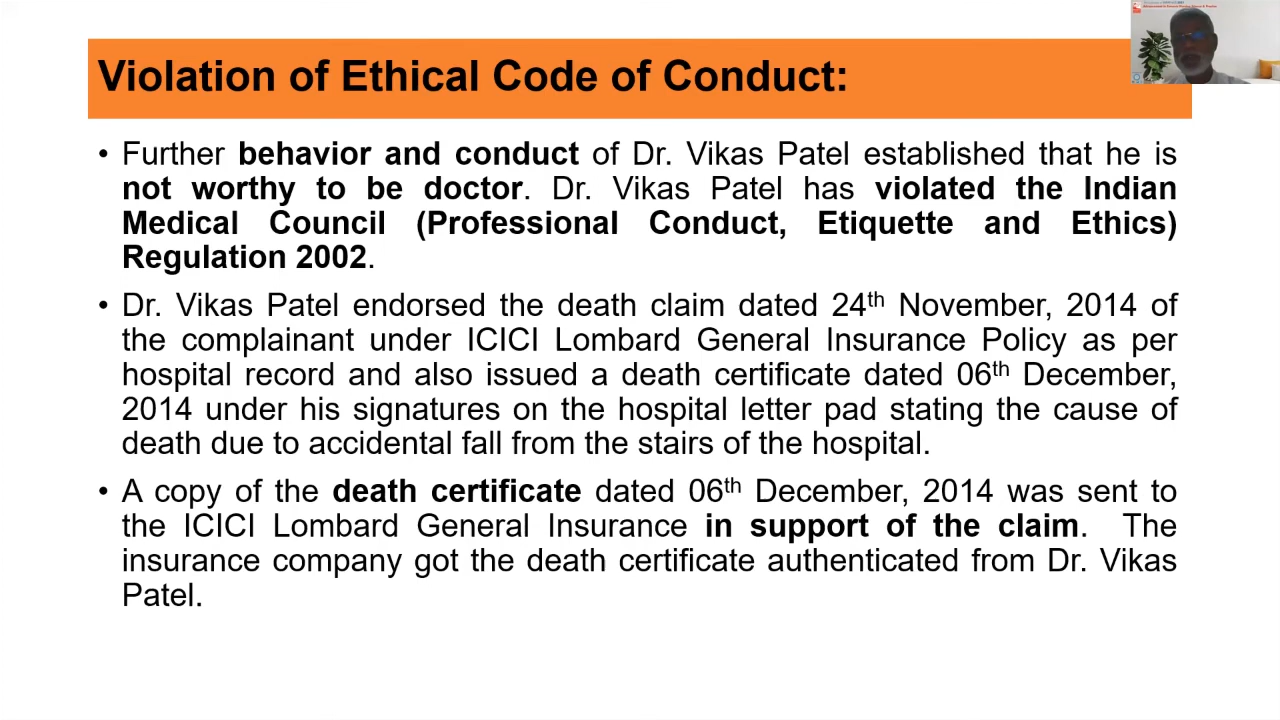 Violation of Ethical Code of Conduct:
• Further behavior and conduct of Dr. Vikas Patel established that he is
not worthy to be doctor. Dr. Vikas Patel has violated the Indian
Medical Council (Professional Conduct, Etiquette and Ethics)
Regulation 2002.
• Dr. Vikas Patel endorsed the death claim dated 24th November, 2014 of
the complainant under ICICI Lombard General Insurance Policy as per
hospital record and also issued a death certificate dated 06th December,
2014 under his signatures on the hospital letter pad stating the cause of
death due to accidental fall from the stairs of the hospital.
• A copy of the death certificate dated 06th December, 2014 was sent to
the ICICI Lombard General Insurance in support of the claim. The
insurance company got the death certificate authenticated from Dr. Vikas
Patel.